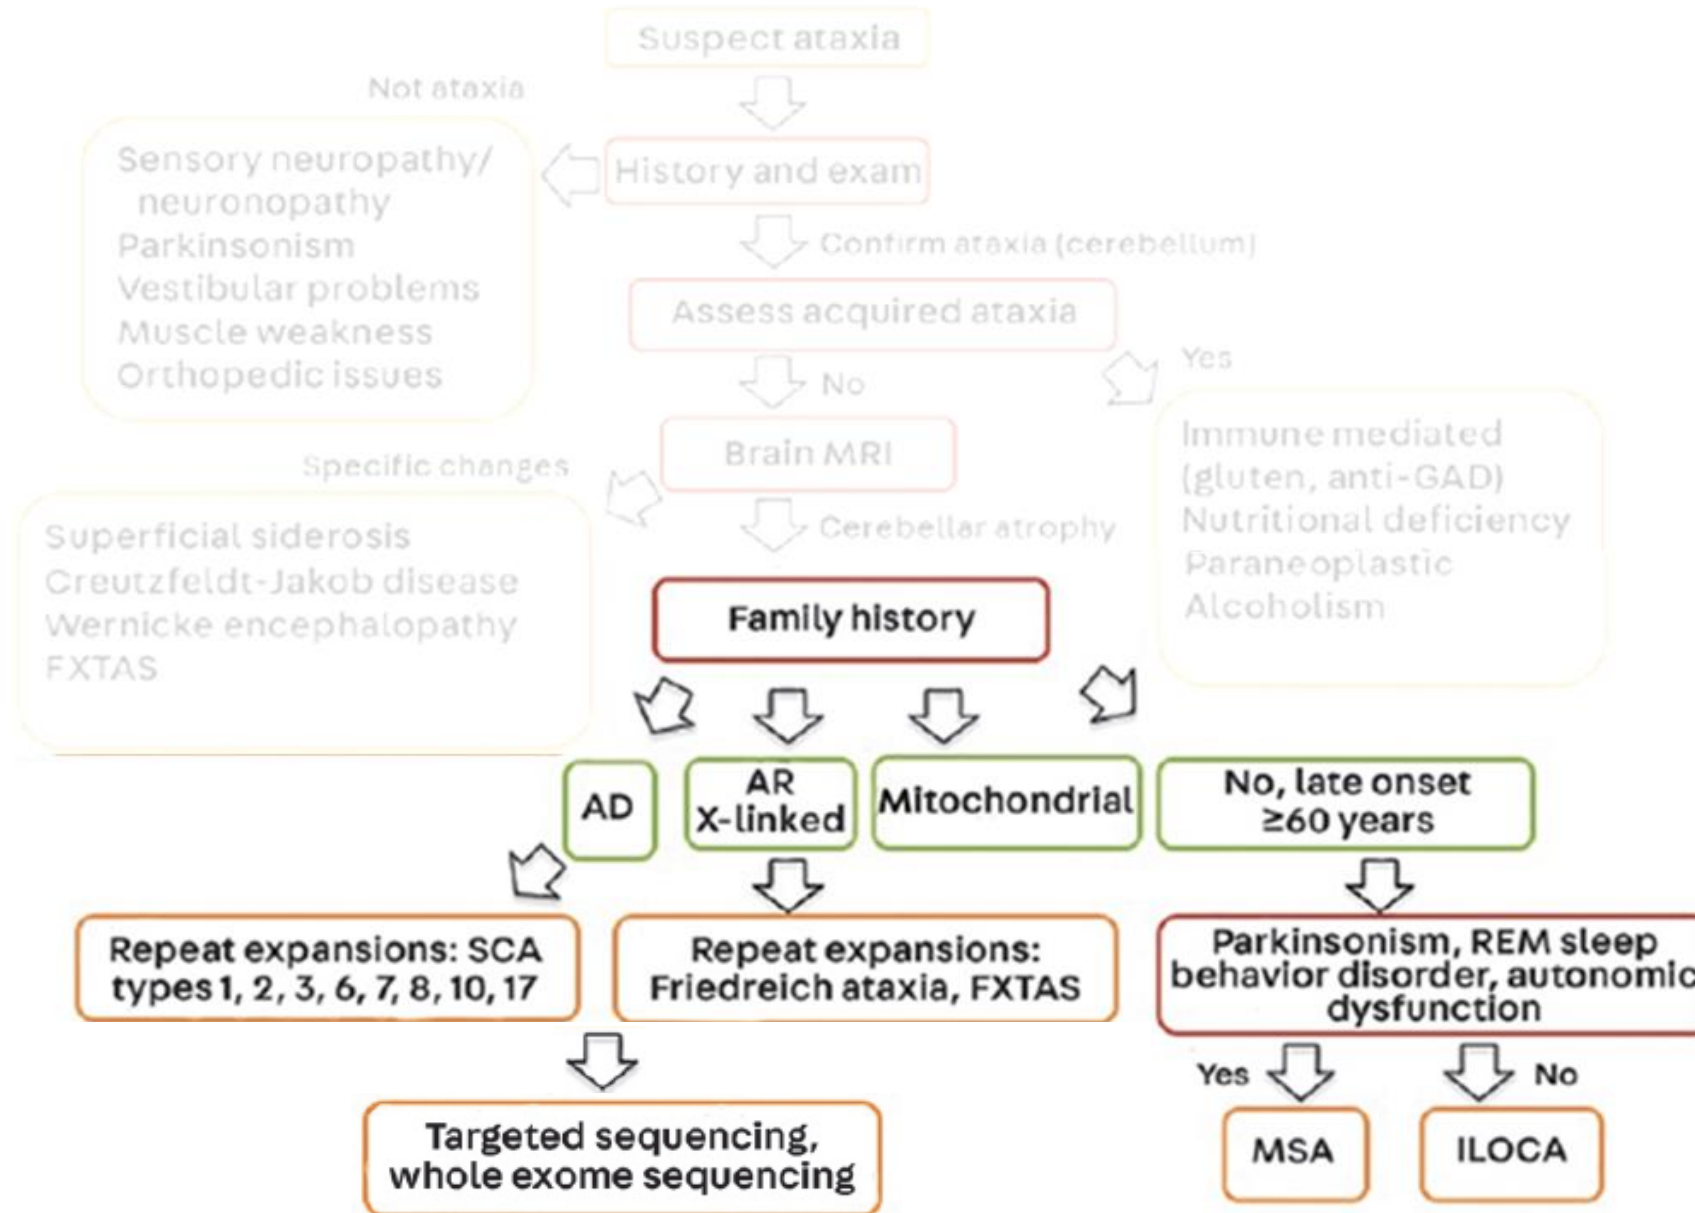 Suspect ataxia
Not ataxia
History and exam
Sensory neuropathy/
neuronopathy
Parkinsonism
Vestibular problems
Muscle weakness
Orthopedic issues
Confirm ataxia (cerebellum)
Assess acquired ataxia
No
Yes
Brain MRI
Immune mediated
(gluten, anti-GAD)
Nutritional deficiency
Paraneoplastic
Alcoholism
Specific changes
Superficial siderosis
Creutzfeldt-Jakob disease
Wernicke encephalopathy
FXTAS
Cerebellar atrophy
Family history
AD
AR
X-linked
Mitochondrial
No, late onset
≥60 years
Repeat expansions: SCA
types 1, 2, 3, 6, 7, 8, 10, 17
Repeat expansions:
Friedreich ataxia, FXTAS
Parkinsonism, REM sleep
behavior disorder, autonomic
dysfunction
Yes
No
Targeted sequencing,
whole exome sequencing
MSA
ILOCA